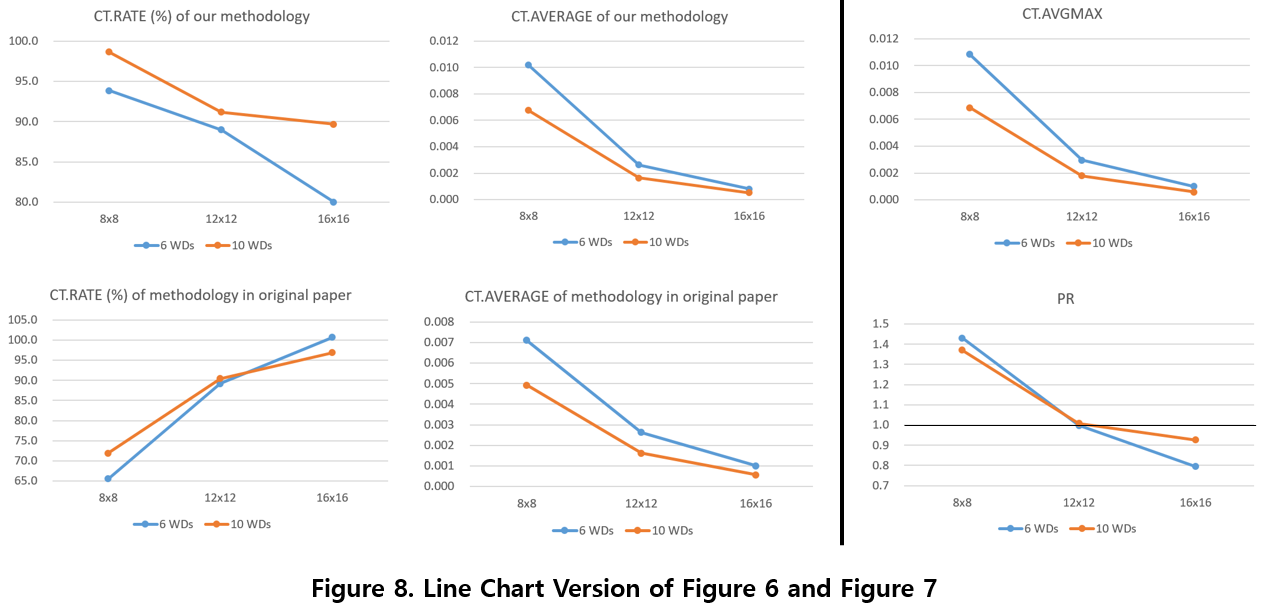 CT.RATE (%) of our methodology
100.0
95.0
90.0
85.0
80.0
8x8 12x12 16x16
6 WDs 10 WDs
CT.AVERAGE of our methodology
0.012
0.010
0.008
0.006
0.004
0.002
0.000
8x8 12x12 16x16
6 WDs 10 WDs
CT.AVGMAX
0.012
0.010
0.008
0.006
0.004
0.002
0.000
8x8 12x12 16x16
6 WDs 10 WDs
CT.RATE (%) of methodology in original paper
105.0
100.0
95.0
90.0
85.0
80.0
75.0
70.0
65.0
8x8 12x12 16x16
6 WDs 10 WDs
CT.AVERAGE of methodology in original paper
0.008
0.007
0.006
0.005
0.004
0.003
0.002
0.001
0.000
8x8 12x12 16x16
6 WDs 10 WDs
PR
1.5
1.4
1.3
1.2
1.1
1.0
0.9
0.8
0.7
8x8 12x12 16x16
6 WDs 10 WDs
Figure 8. Line Chart Version of Figure 6 and Figure 7